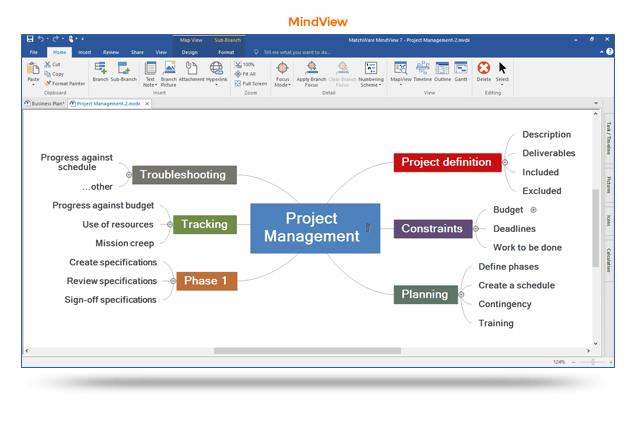 MindView
Map View Sub-Branch MatchWare MindView 7 - Project Management-2.mvdx
File Home Insert Review Share View Design Format Tell me what you want to do...
Paste
Cut
Copy
Format Painter
Clipboard
Branch Sub-Branch Text Note Branch Picture Attachment Hyperlink
Insert
100%
Fit All
Full Screen
Zoom
Focus Mode Apply Branch Focus Clear Branch Focus Numbering Scheme
Detail
MapView Timeline Outline Gantt
View
Delete Select
Editing
Business Plan* Project Management-2.mvdx
Progress against
schedule
...other
Troubleshooting
Progress against budget
Use of resources
Mission creep
Tracking
Create specifications
Review specifications
Sign-off specifications
Phase 1
Project
Management
Project definition
Description
Deliverables
Included
Excluded
Constraints
Budget
Deadlines
Work to be done
Planning
Define phases
Create a schedule
Contingency
Training
Task / Timeline
Pictures
Icons
Calculation
124%